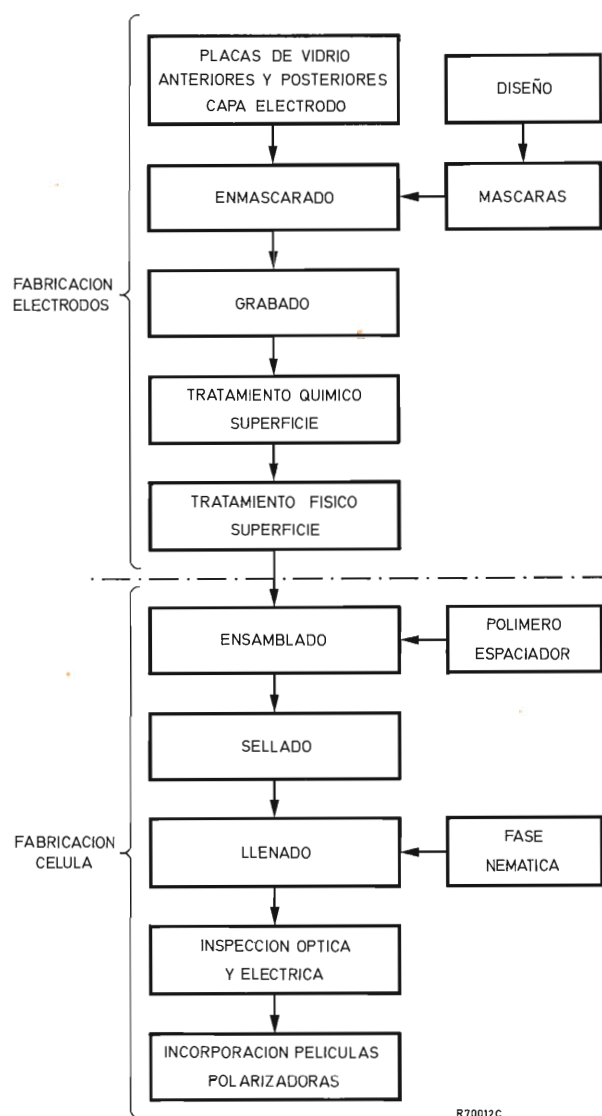 PLACAS DE VIDRIO
ANTERIORES Y POSTERIORES
CAPA ELECTRODO
DISEÑO
ENMASCARADO
MASCARAS
FABRICACION
ELECTRODOS
GRABADO
TRATAMIENTO QUIMICO
SUPERFICIE
TRATAMIENTO FISICO
SUPERFICIE
ENSAMBLADO
POLIMERO
ESPACIADOR
SELLADO
FABRICACION
CELULA
LLENADO
FASE
NEMATICA
INSPECCION OPTICA
Y ELECTRICA
INCORPORACION PELICULAS
POLARIZADORAS
R70012C